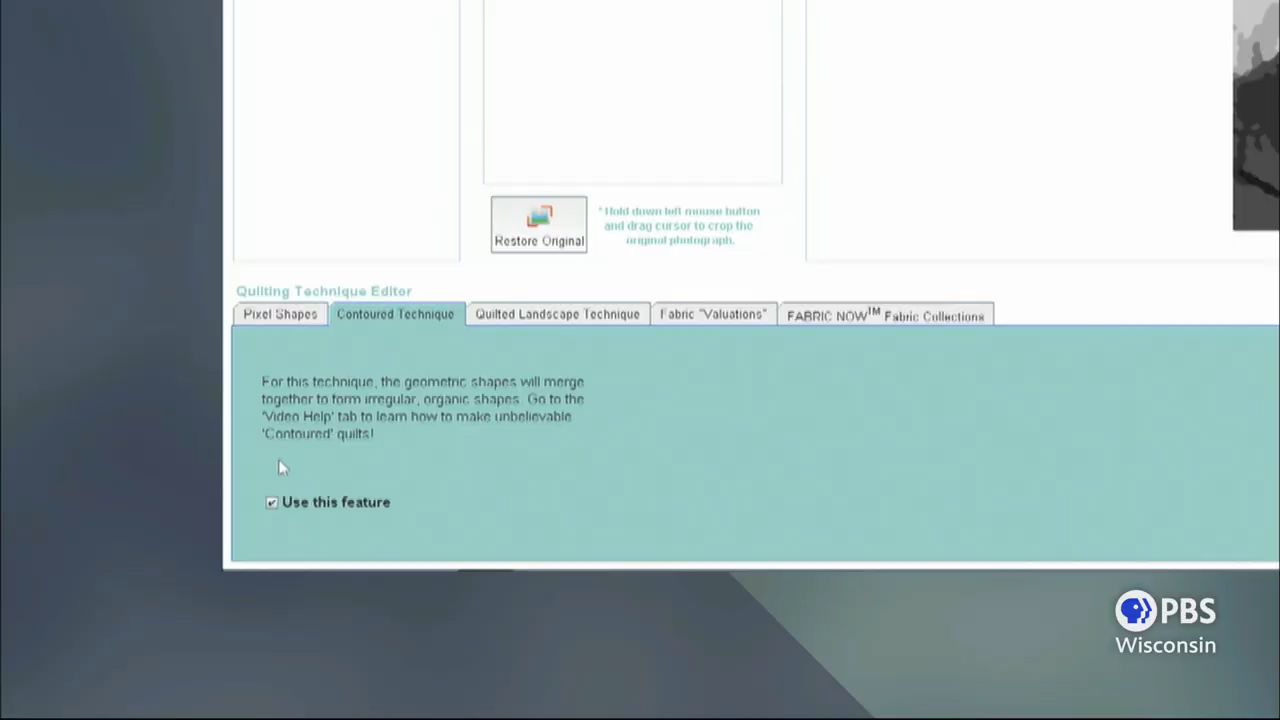 Restore Original
*Hold down left mouse button
and drag cursor to crop the
original photograph.
Quilting Technique Editor
Pixel Shapes
Contoured Technique
Quilted Landscape Technique
Fabric "Valuations"
FABRIC NOW™ Fabric Collections
For this technique, the geometric shapes will merge
together to form irregular, organic shapes. Go to the
'Video Help' tab to learn how to make unbelievable
'Contoured' quilts!
Use this feature
PBS
Wisconsin